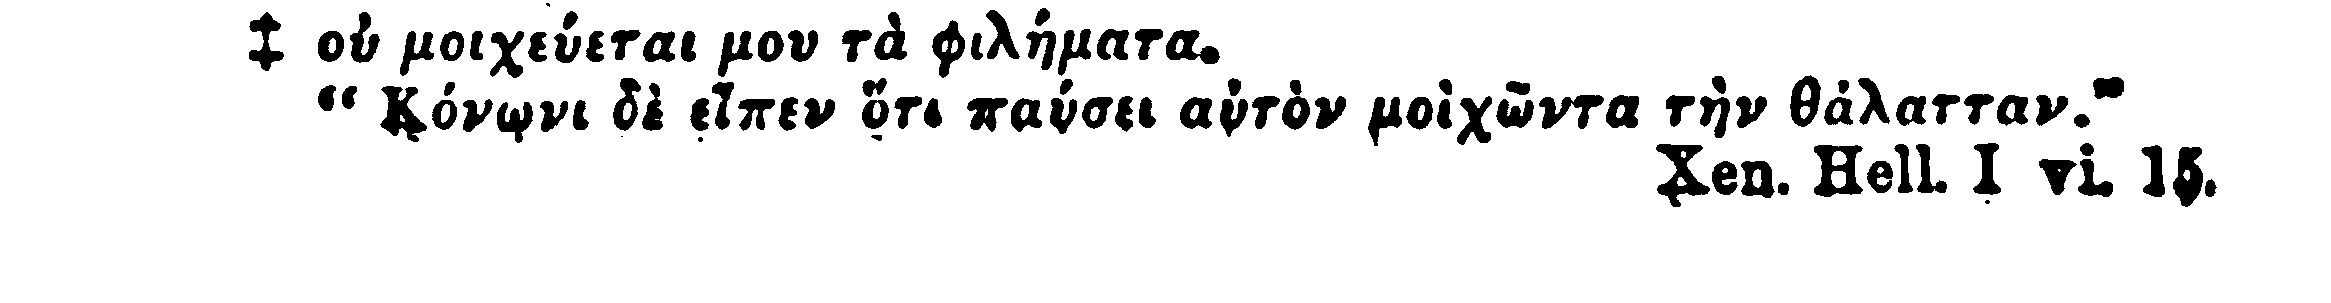 ‡ οὐ μοιχεύεται μου τὰ φιλήματα.
“ Κόνωνι δὲ εἶπεν ὅτι παύσει αὐτὸν μοὶχῶντα τὴν θάλατταν.”
Xen. Hell. I vi. 15.